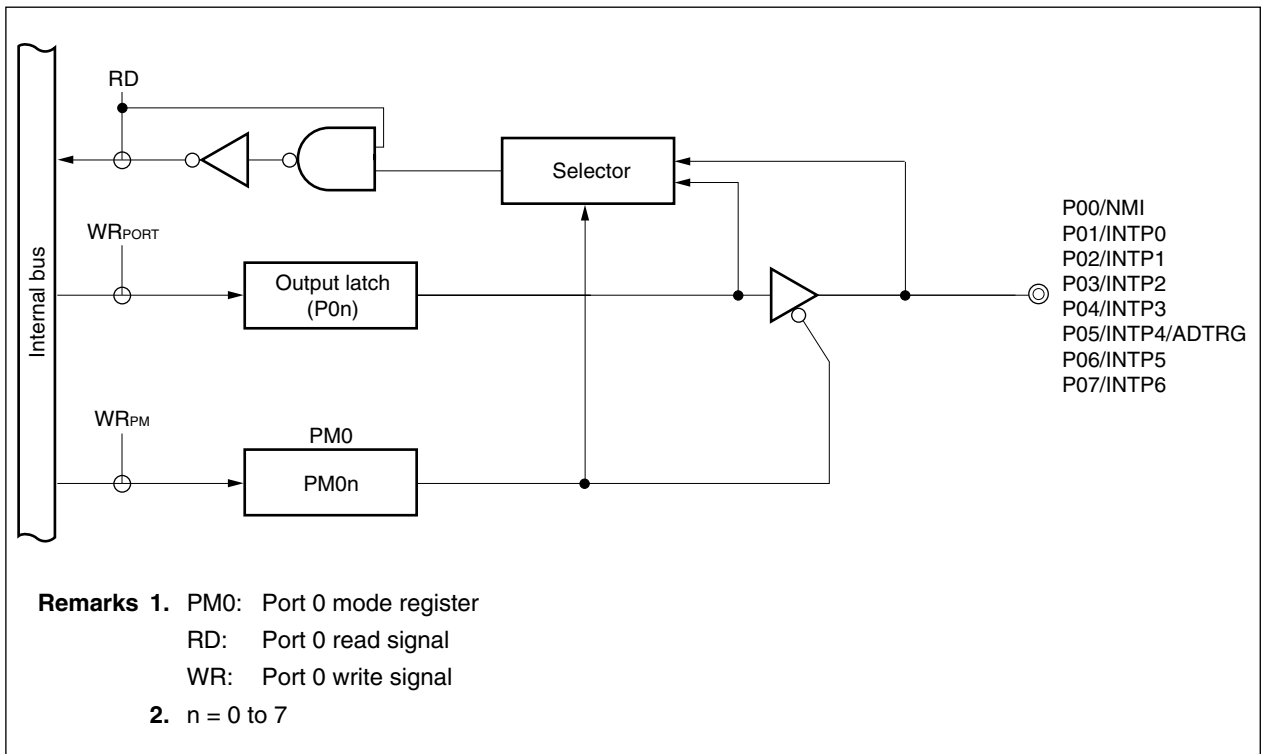 RD
Selector
WRPORT
Output latch
(P0n)
Internal bus
WRPM
PM0
PM0n
P00/NMI
P01/INTP0
P02/INTP1
P03/INTP2
P04/INTP3
P05/INTP4/ADTRG
P06/INTP5
P07/INTP6
Remarks 1. PM0: Port 0 mode register
RD: Port 0 read signal
WR: Port 0 write signal
2. n = 0 to 7